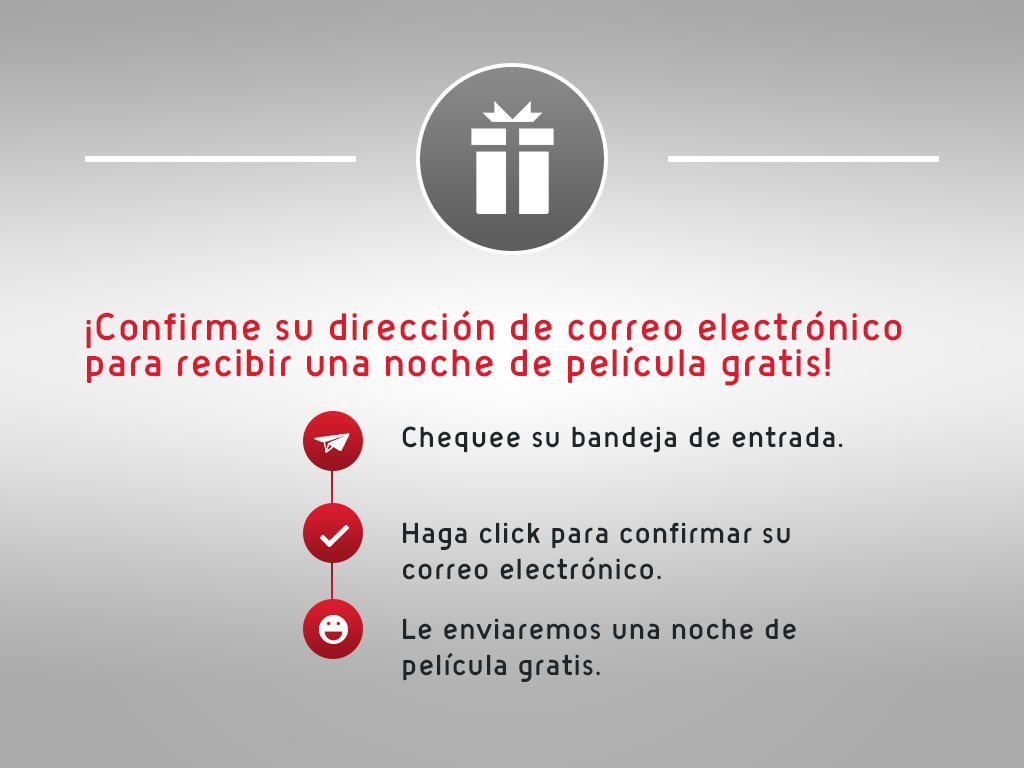 ¡Confirme su dirección de correo electrónico
para recibir una noche de película gratis!
Chequee su bandeja de entrada.
Haga click para confirmar su
correo electrónico.
Le enviaremos una noche de
película gratis.